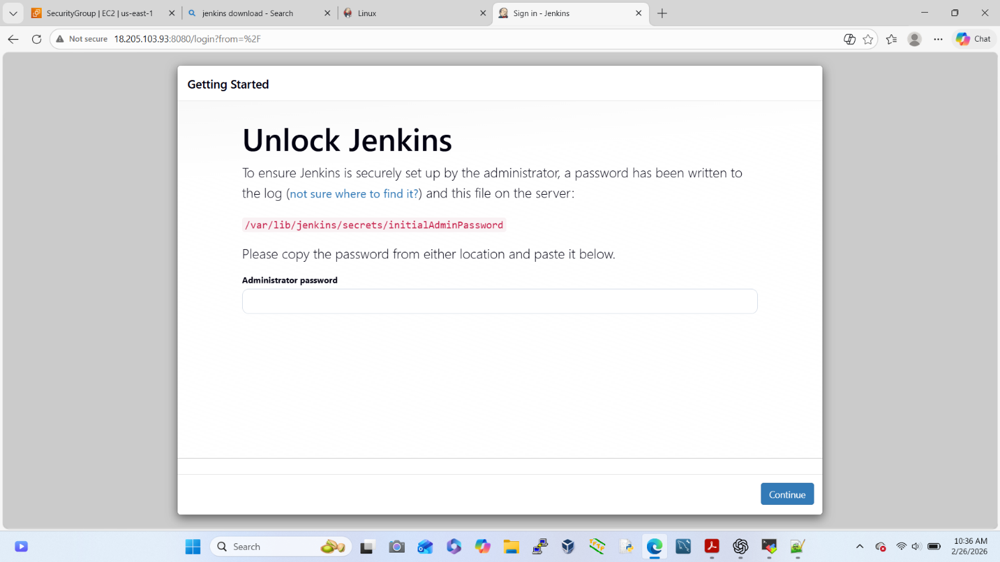 SecurityGroup | EC2 | us-east-1
jenkins download - Search
Linux
Sign in - Jenkins
Not secure
18.205.103.93:8080/login?from=%2F
Chat
Getting Started
Unlock Jenkins
To ensure Jenkins is securely set up by the administrator, a password has been written to
the log (not sure where to find it?) and this file on the server:
/var/lib/jenkins/secrets/initialAdminPassword
Please copy the password from either location and paste it below.
Administrator password
Continue
Search
TFTP
10:36 AM
2/26/2026